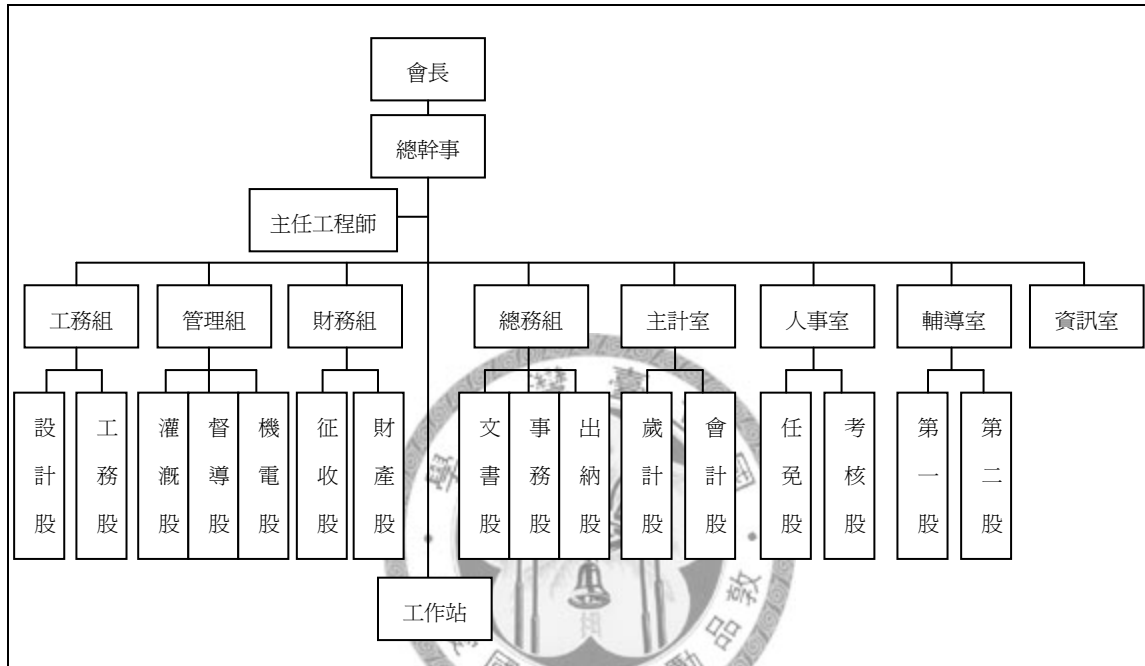 會長
總幹事
主任工程師
工務組
管理組
財務組
總務組
主計室
人事室
輔導室
資訊室
設計股
工務股
灌溉股
督導股
機電股
征收股
財產股
文書股
事務股
出納股
歲計股
會計股
任免股
考核股
第一股
第二股
工作站